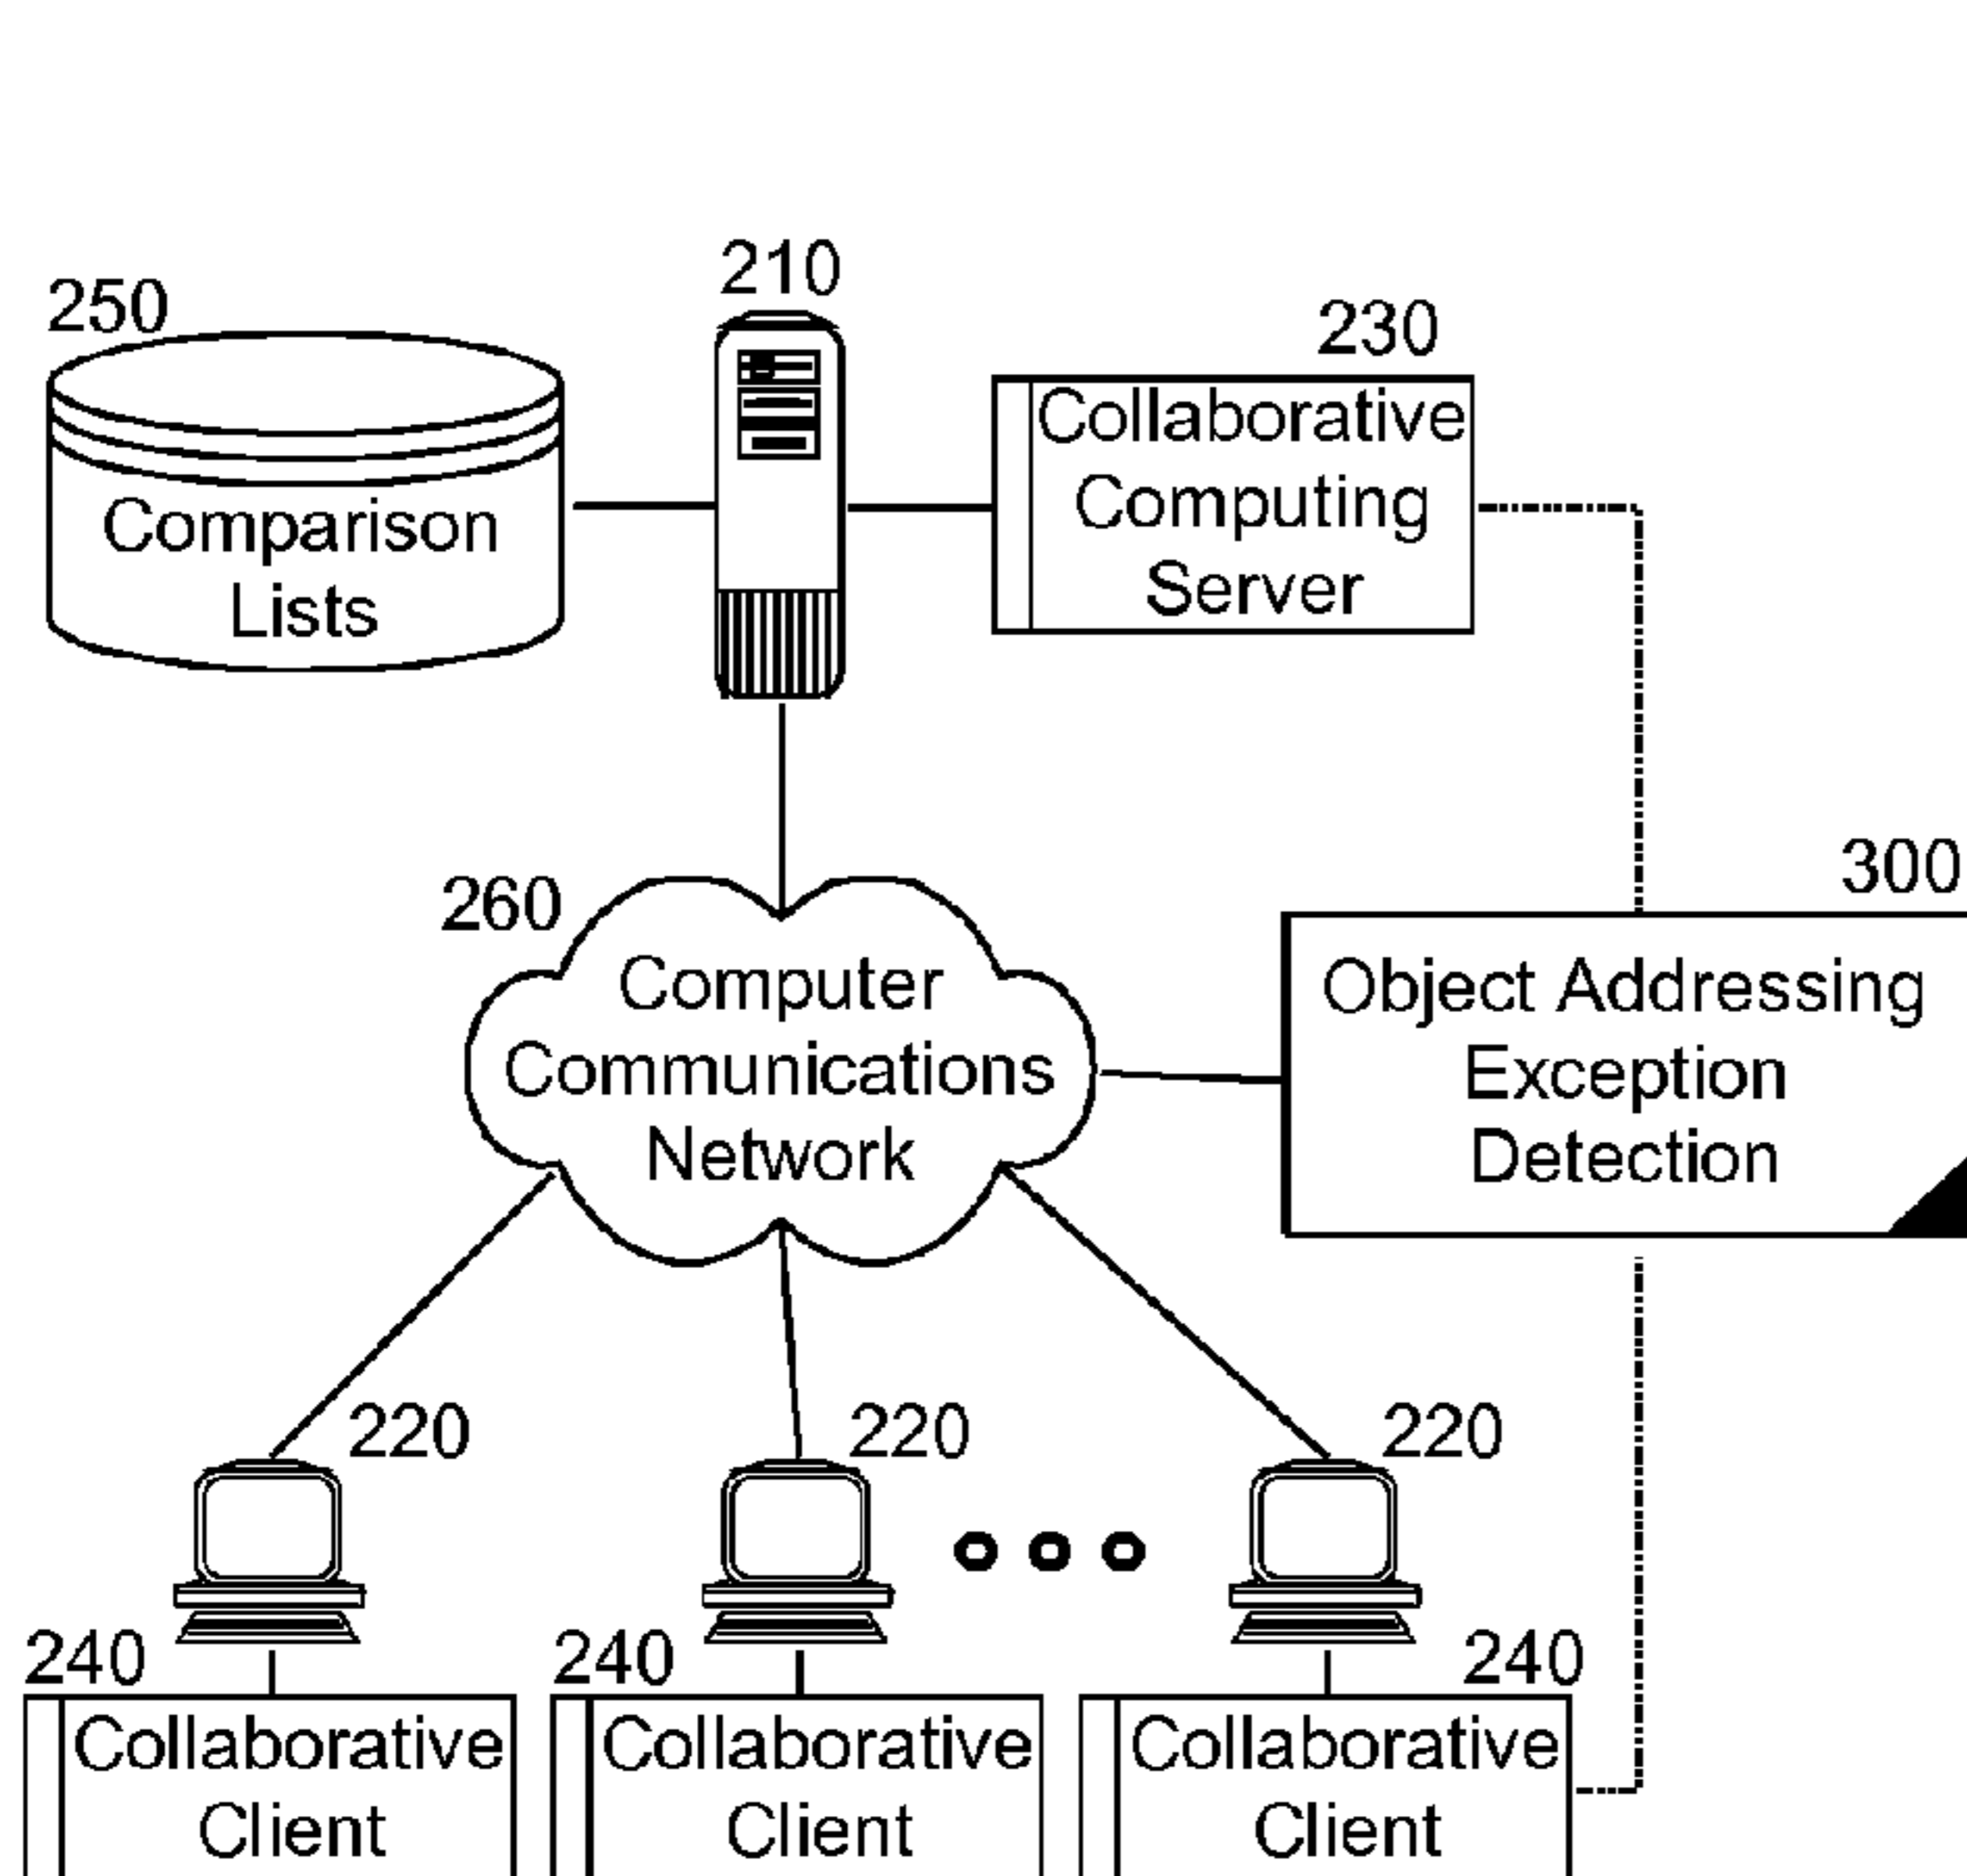 210
250
230
Collaborative
Computing
Server
Comparison
Lists
300
260
Computer
Communications
Network
Object Addressing
Exception
Detection
220
220
220
240
240
240
Collaborative
Client
Collaborative
Client
Collaborative
Client